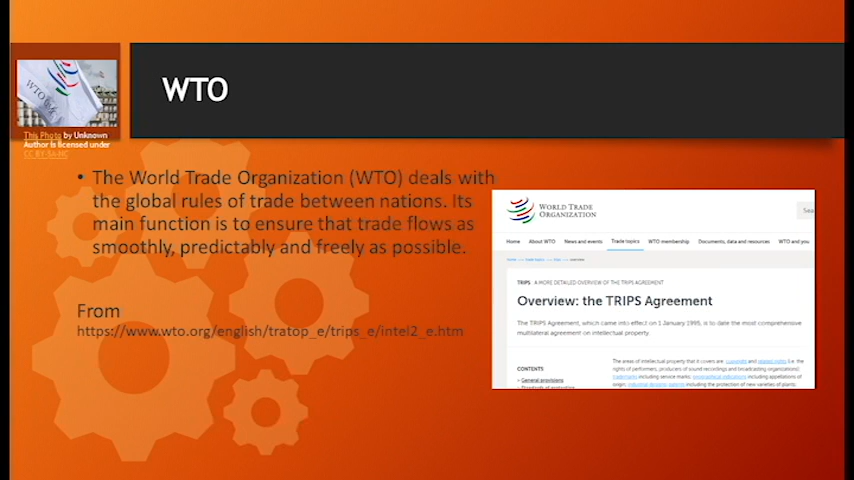 WTO
WTO
This Photo by Unknown
Author is licensed under
CC BY-SA-NC
• The World Trade Organization (WTO) deals with
the global rules of trade between nations. Its
main function is to ensure that trade flows as
smoothly, predictably and freely as possible.
From
https://www.wto.org/english/tratop_e/trips_e/intel2_e.htm
WORLD TRADE
ORGANIZATION
Sea
Home About WTO News and events Trade topics WTO membership Documents, data and resources WTO and you
TRIPS: A MORE DETAILED OVERVIEW OF THE TRIPS AGREEMENT
Overview: the TRIPS Agreement
The TRIPS Agreement, which came into effect on 1 January 1995, is to date the most comprehensive
multilateral agreement on intellectual property.
CONTENTS
> General provisions
The areas of intellectual property that it covers are: copyright and related rights (i.e. the
rights of performers, producers of sound recordings and broadcasting organizations)
trademarks including service marks; geographical indications including appellations of
origin; industrial designs; patents including the protection of new varieties of plants